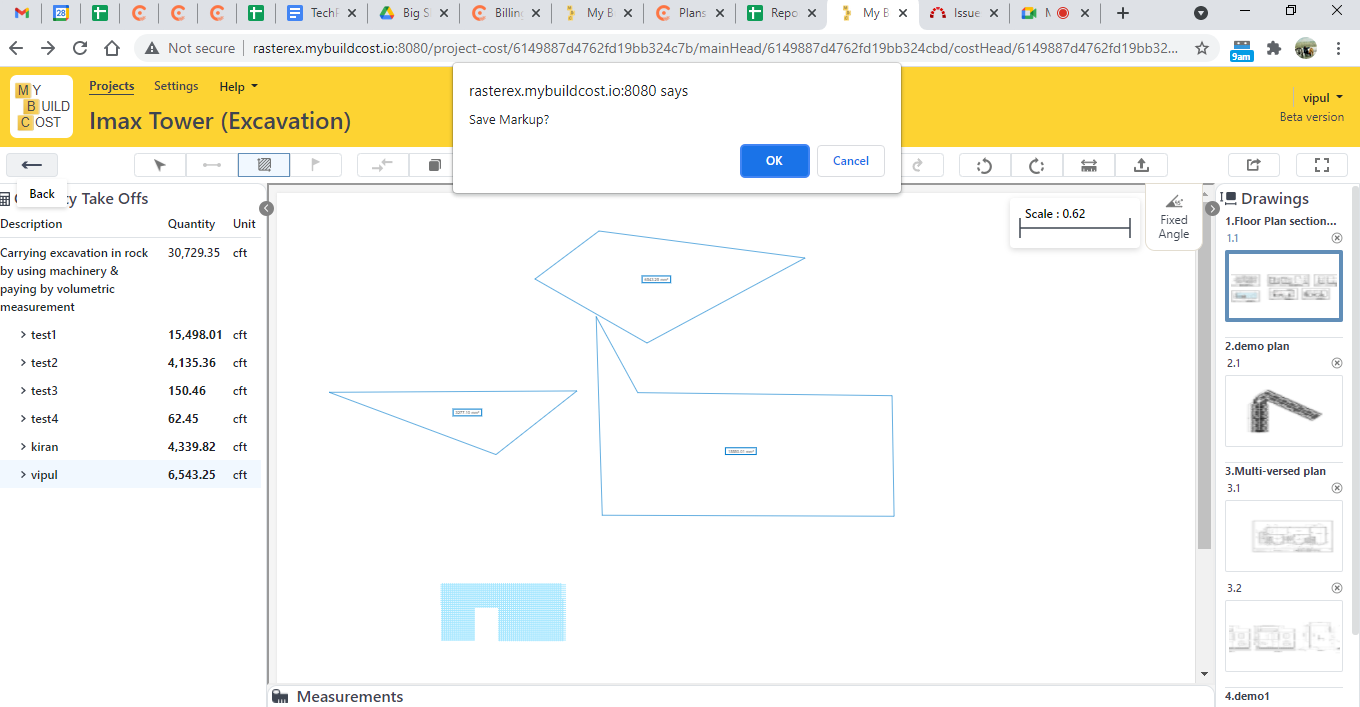 28
TechP
Big S
Billing
My B
Plans
Repo
My B
Issue
M
Not secure
rasterex.mybuildcost.io:8080/project-cost/6149887d4762fd19bb324c7b/mainHead/6149887d4762fd19bb324cbd/costHead/6149887d4762fd19bb32...
9am
MY
BUILD
COST
Projects
Settings
Help
Imax Tower (Excavation)
vipul
Beta version
rasterex.mybuildcost.io:8080 says
Save Markup?
OK
Cancel
Back
Take Offs
Description
Quantity
Unit
Carrying excavation in rock
by using machinery &
paying by volumetric
measurement
30,729.35
cft
test1
15,498.01
cft
test2
4,135.36
cft
test3
150.46
cft
test4
62.45
cft
kiran
4,339.82
cft
vipul
6,543.25
cft
Scale : 0.62
Fixed
Angle
Drawings
1.Floor Plan section...
1.1
2.demo plan
2.1
3.Multi-versed plan
3.1
3.2
4.demo1
Measurements